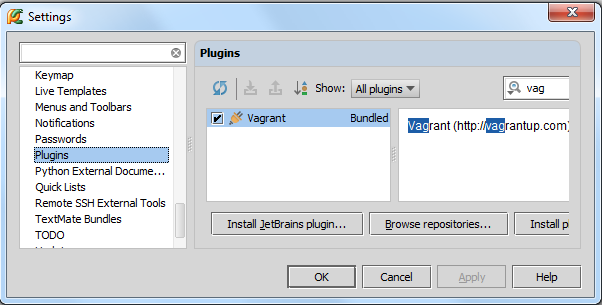 Settings
Plugins
Keymap
Live Templates
Menus and Toolbars
Notifications
Passwords
Plugins
Python External Docume...
Quick Lists
Remote SSH External Tools
TextMate Bundles
TODO
Show: All plugins
vag
Vagrant Bundled
Vagrant (http://vagrantup.com)
Install JetBrains plugin...
Browse repositories...
Install
OK
Cancel
Apply
Help